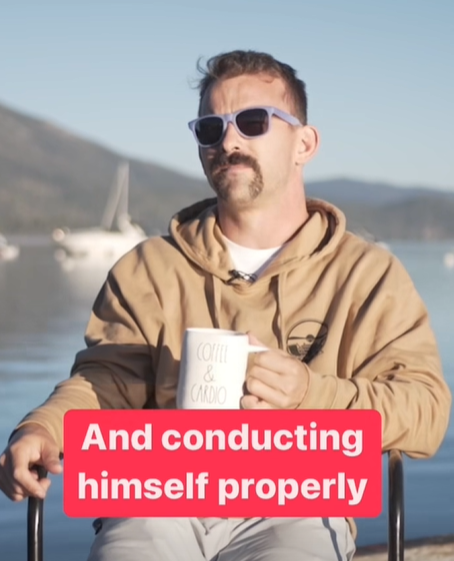 COFFEE
&
CARDIO
And conducting
himself properly